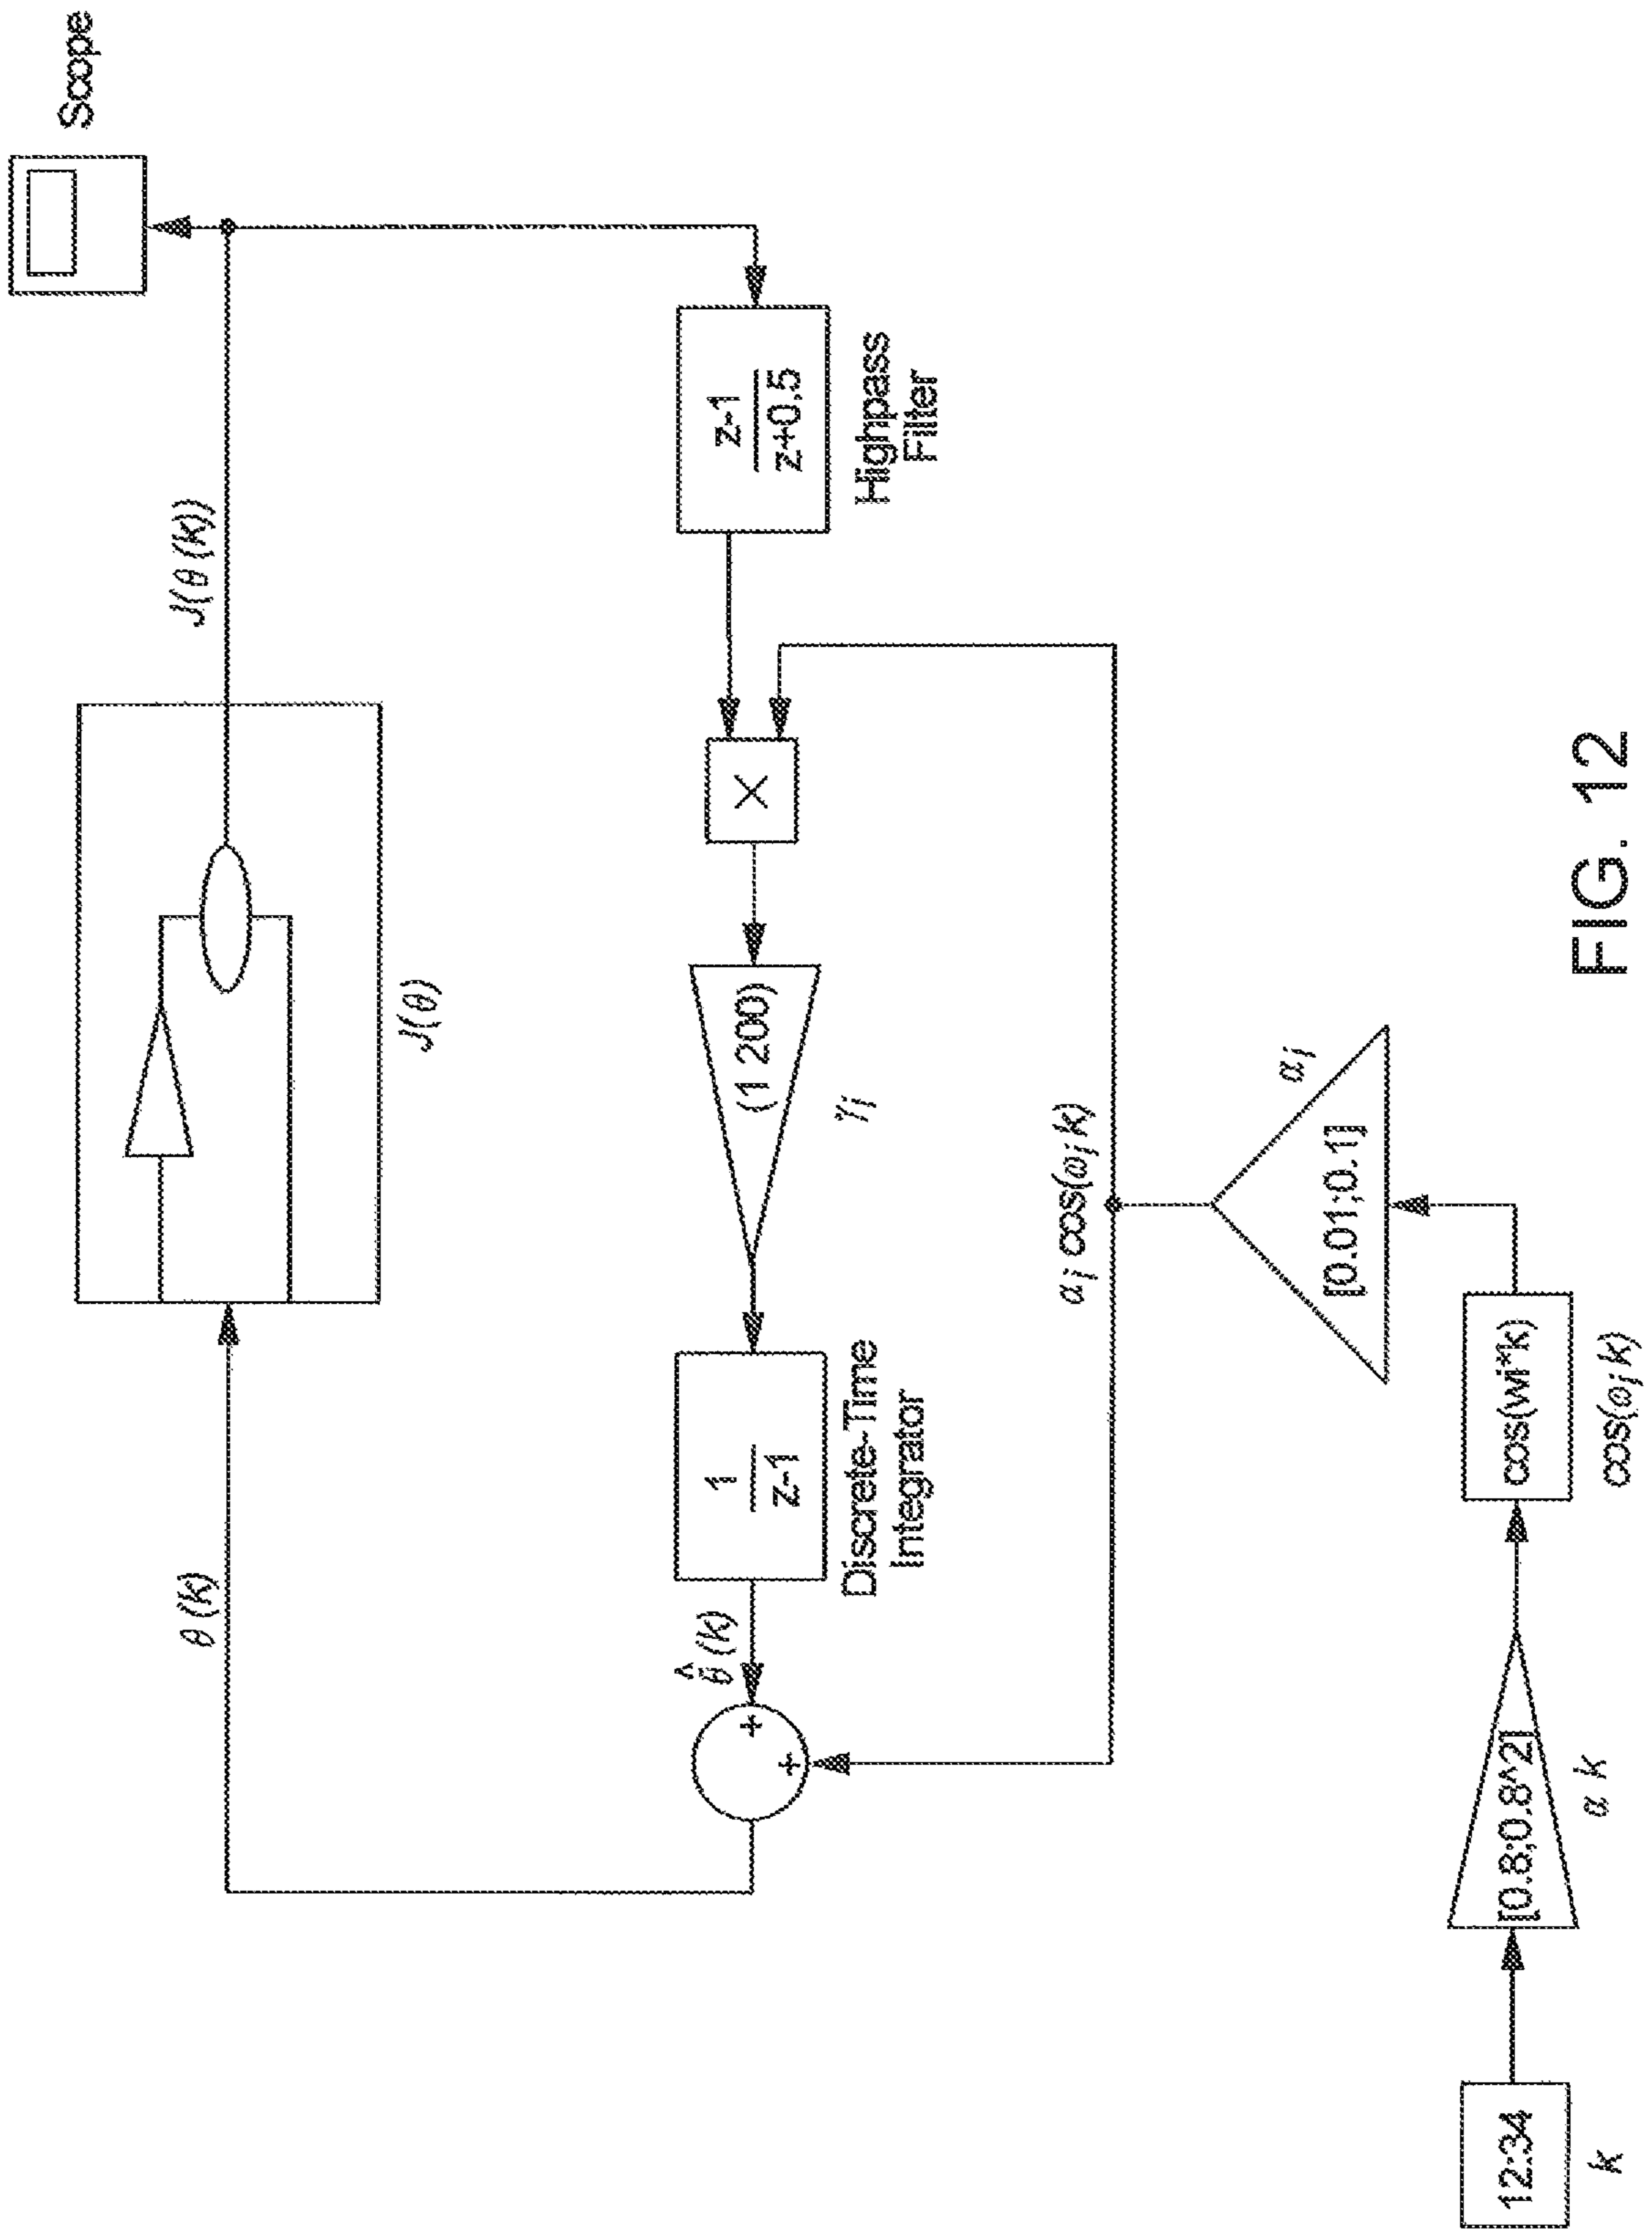 Scope
J(θ(k))
J(θ)
θ(k)
z-1
z+0.5
Highpass
Filter
X
(1 200)
γi
1
z-1
Discrete-Time
Integrator
θ̂(k)
+
+
αi cos(ωi k)
[0.01;0.1]
αi
cos(wi*k)
cos(ωi k)
[0.8;0.8^2]
α k
12:34
k
FIG. 12